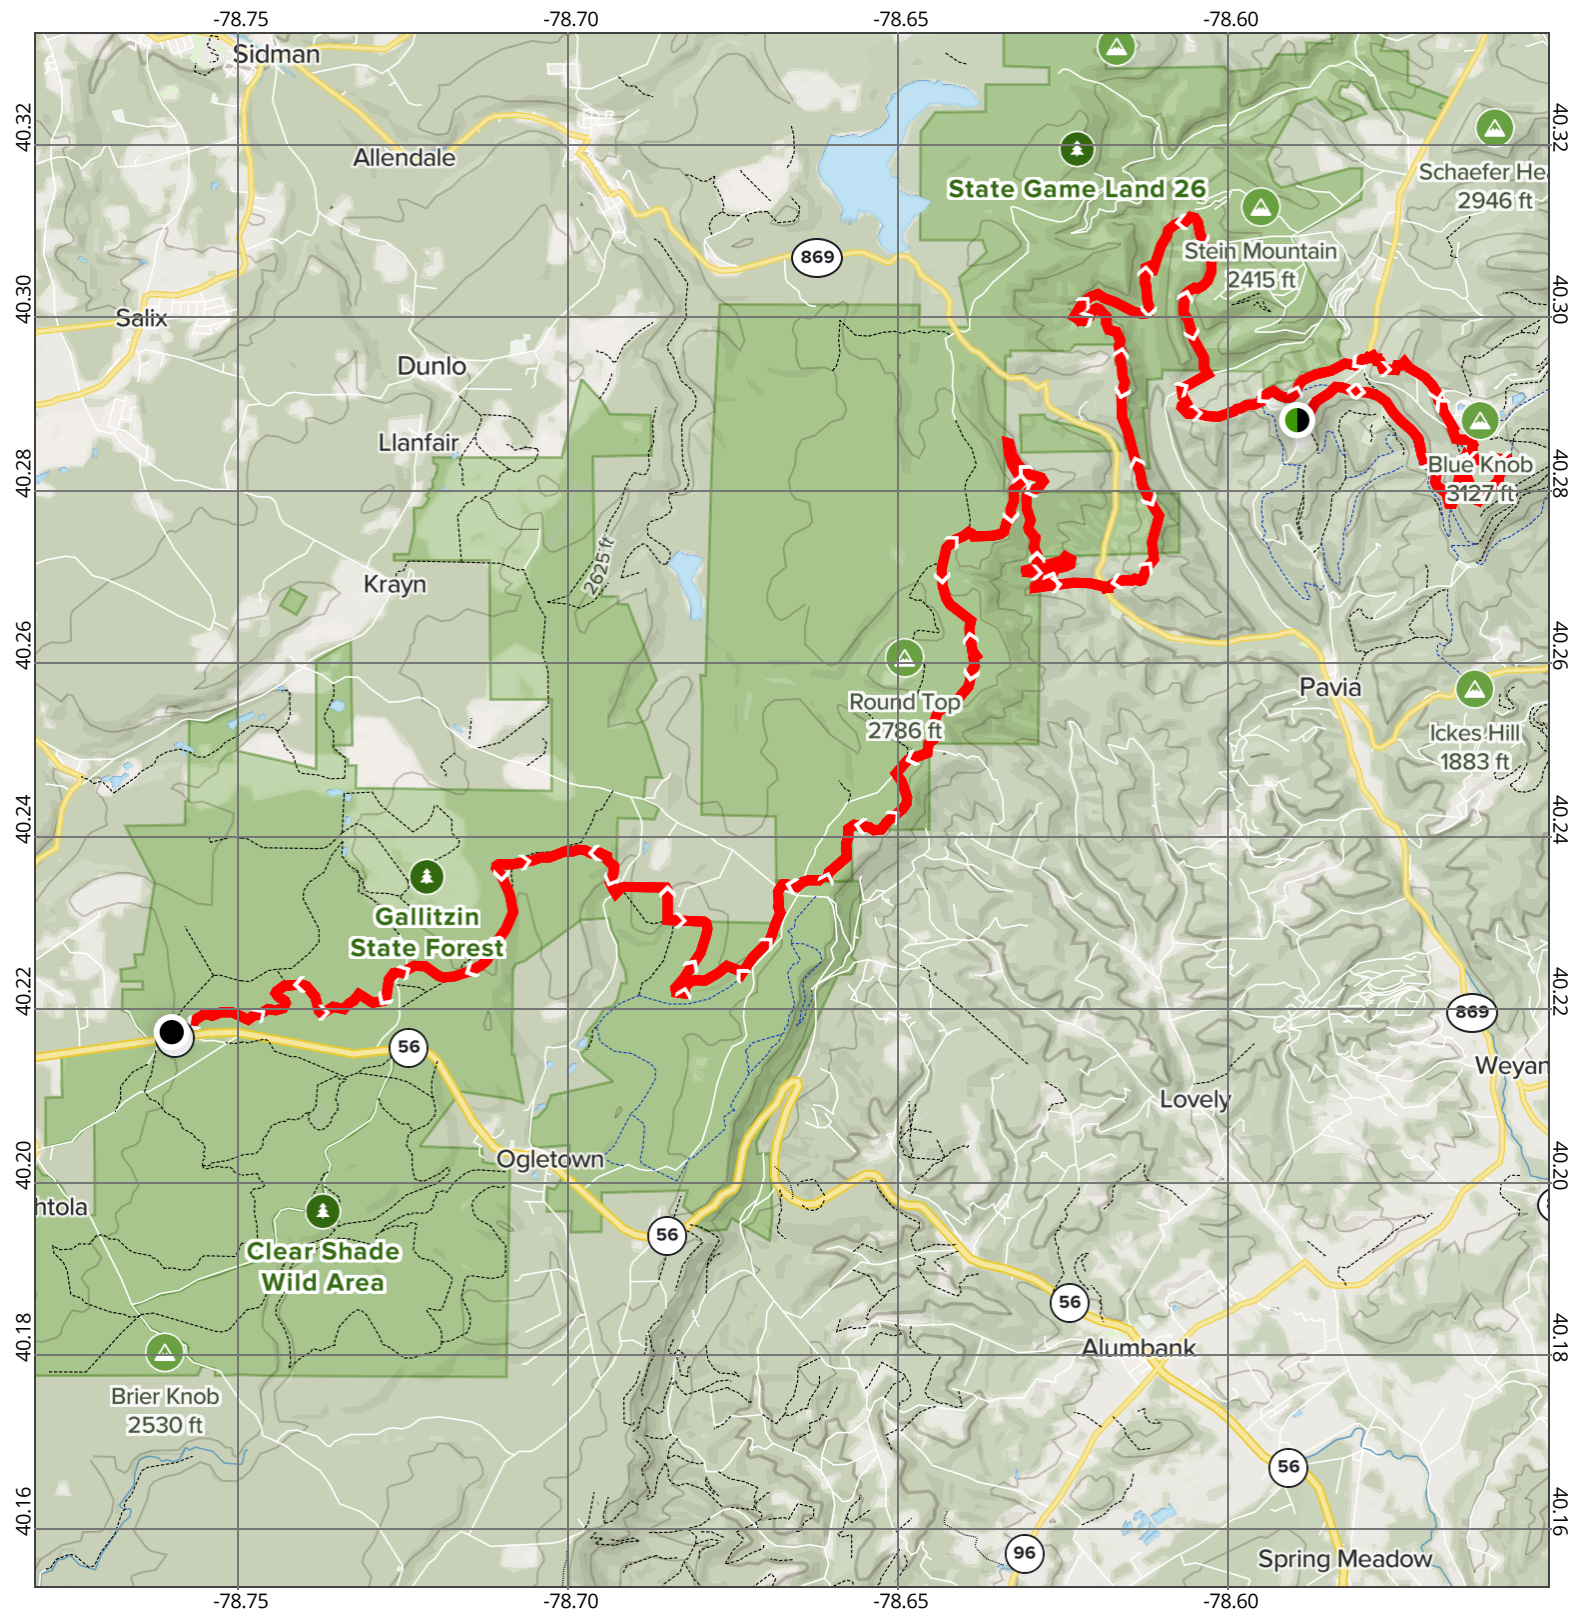 -78.75 -78.70 -78.65 -78.60
Sidman
40.32 40.32
Allendale
State Game Land 26
Schaefer He
2946 ft
869
Stein Mountain
2415 ft
40.30 40.30
Salix
Dunlo
Llanfair
40.28 40.28
Blue Knob
3127 ft
2625 ft
Krayn
40.26 40.26
Round Top
2786 ft
Pavia
Ickes Hill
1883 ft
40.24 40.24
Gallitzin
State Forest
40.22 40.22
869
56
Weyan
Lovely
Ogletown
40.20 40.20
htola
56
Clear Shade
Wild Area
56
40.18 40.18
Alumbank
Brier Knob
2530 ft
56
40.16 40.16
96
Spring Meadow
-78.75 -78.70 -78.65 -78.60